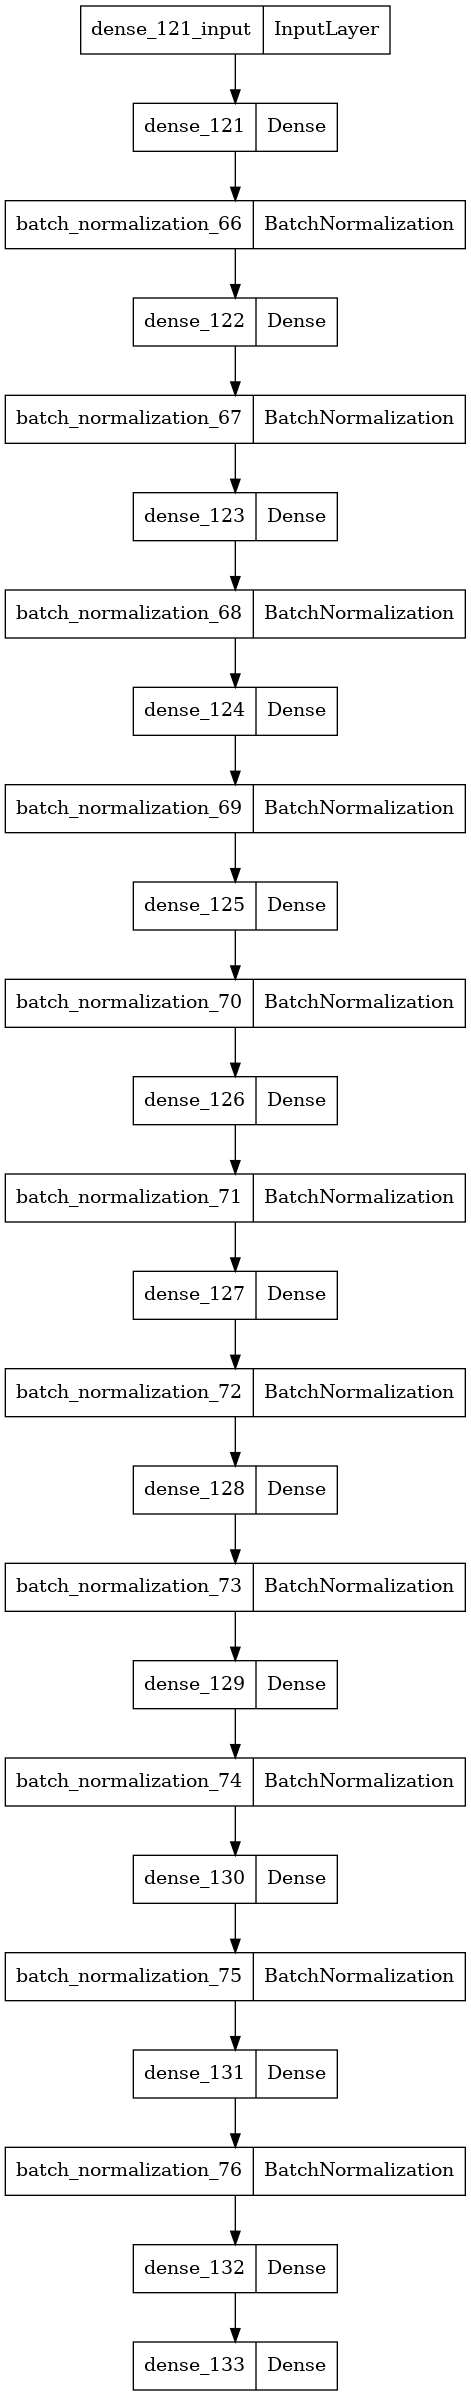 dense_121_input InputLayer
dense_121 Dense
batch_normalization_66 BatchNormalization
dense_122 Dense
batch_normalization_67 BatchNormalization
dense_123 Dense
batch_normalization_68 BatchNormalization
dense_124 Dense
batch_normalization_69 BatchNormalization
dense_125 Dense
batch_normalization_70 BatchNormalization
dense_126 Dense
batch_normalization_71 BatchNormalization
dense_127 Dense
batch_normalization_72 BatchNormalization
dense_128 Dense
batch_normalization_73 BatchNormalization
dense_129 Dense
batch_normalization_74 BatchNormalization
dense_130 Dense
batch_normalization_75 BatchNormalization
dense_131 Dense
batch_normalization_76 BatchNormalization
dense_132 Dense
dense_133 Dense